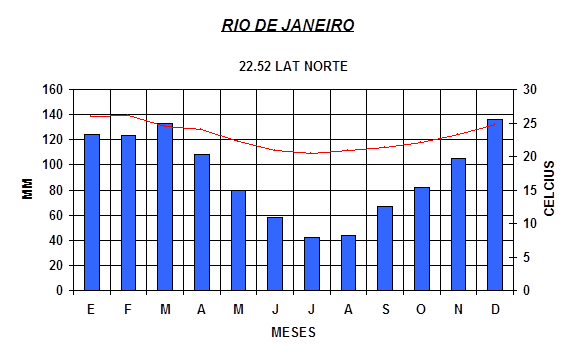 RIO DE JANEIRO
22.52 LAT NORTE
160 30
140 25
120
100 20
80 15
60 10
40
20 5
0 0
MM
CELCIUS
E F M A M J J A S O N D
MESES